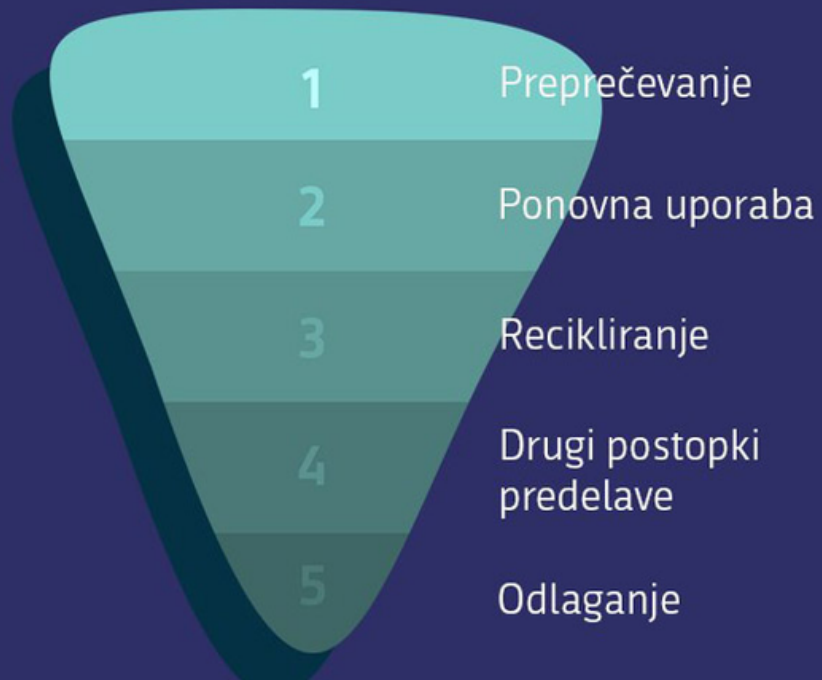 1 Preprečevanje
2 Ponovna uporaba
3 Recikliranje
4 Drugi postopki
predelave
5 Odlaganje